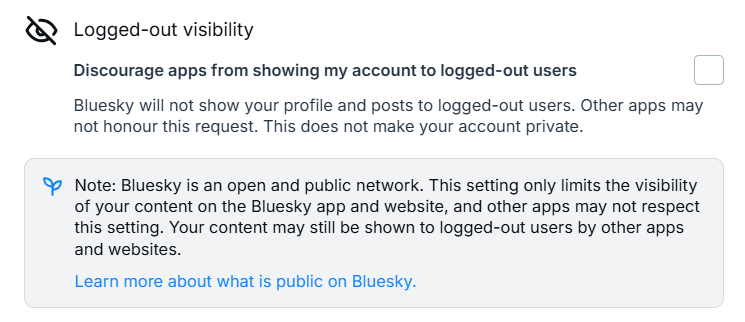 Logged-out visibility
Discourage apps from showing my account to logged-out users
Bluesky will not show your profile and posts to logged-out users. Other apps may
not honour this request. This does not make your account private.
Note: Bluesky is an open and public network. This setting only limits the visibility
of your content on the Bluesky app and website, and other apps may not respect
this setting. Your content may still be shown to logged-out users by other apps
and websites.
Learn more about what is public on Bluesky.